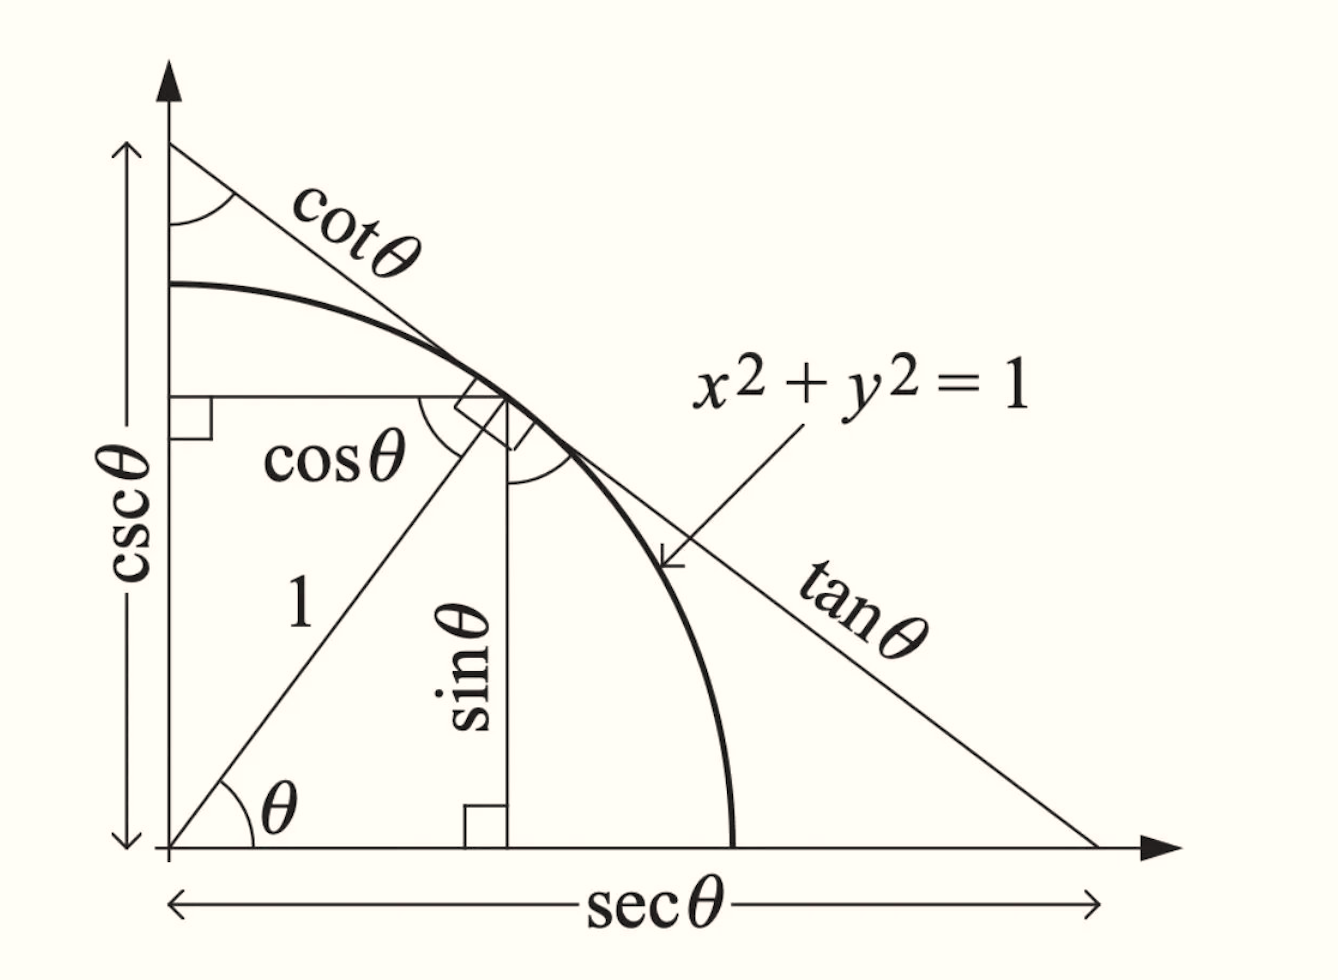 cotθ
x² + y² = 1
cosθ
cscθ
1
sinθ
tanθ
θ
secθ